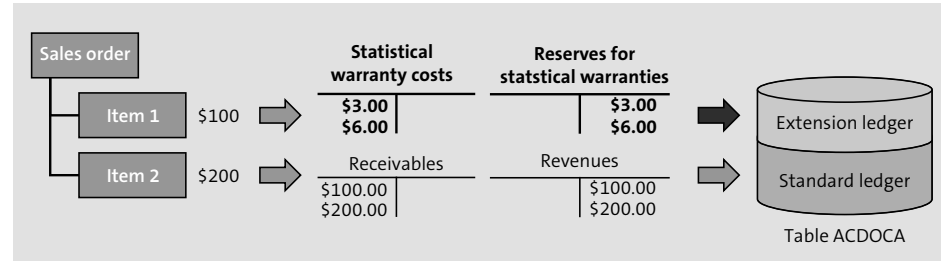 Sales order
Item 1
$100
Item 2
$200
Statistical
warranty costs
$3.00
$6.00
Reserves for
statstical warranties
$3.00
$6.00
Receivables
$100.00
$200.00
Revenues
$100.00
$200.00
Extension ledger
Standard ledger
Table ACDOCA